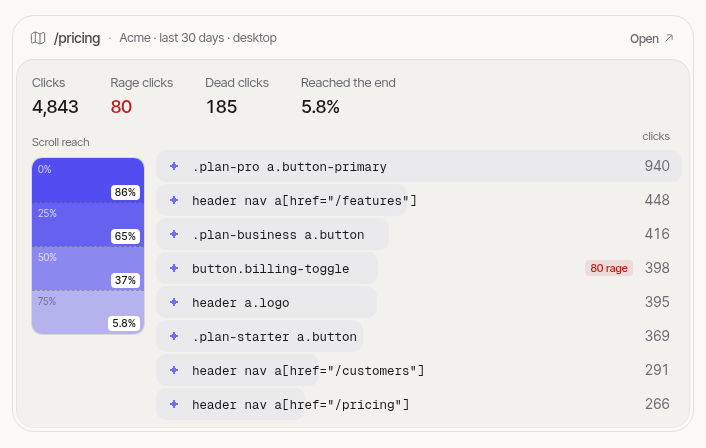 /pricing · Acme · last 30 days · desktop Open ↗
Clicks Rage clicks Dead clicks Reached the end
4,843 80 185 5.8%
Scroll reach clicks
0%
86%
25%
65%
50%
37%
75%
5.8%
.plan-pro a.button-primary 940
header nav a[href="/features"] 448
.plan-business a.button 416
button.billing-toggle 80 rage 398
header a.logo 395
.plan-starter a.button 369
header nav a[href="/customers"] 291
header nav a[href="/pricing"] 266